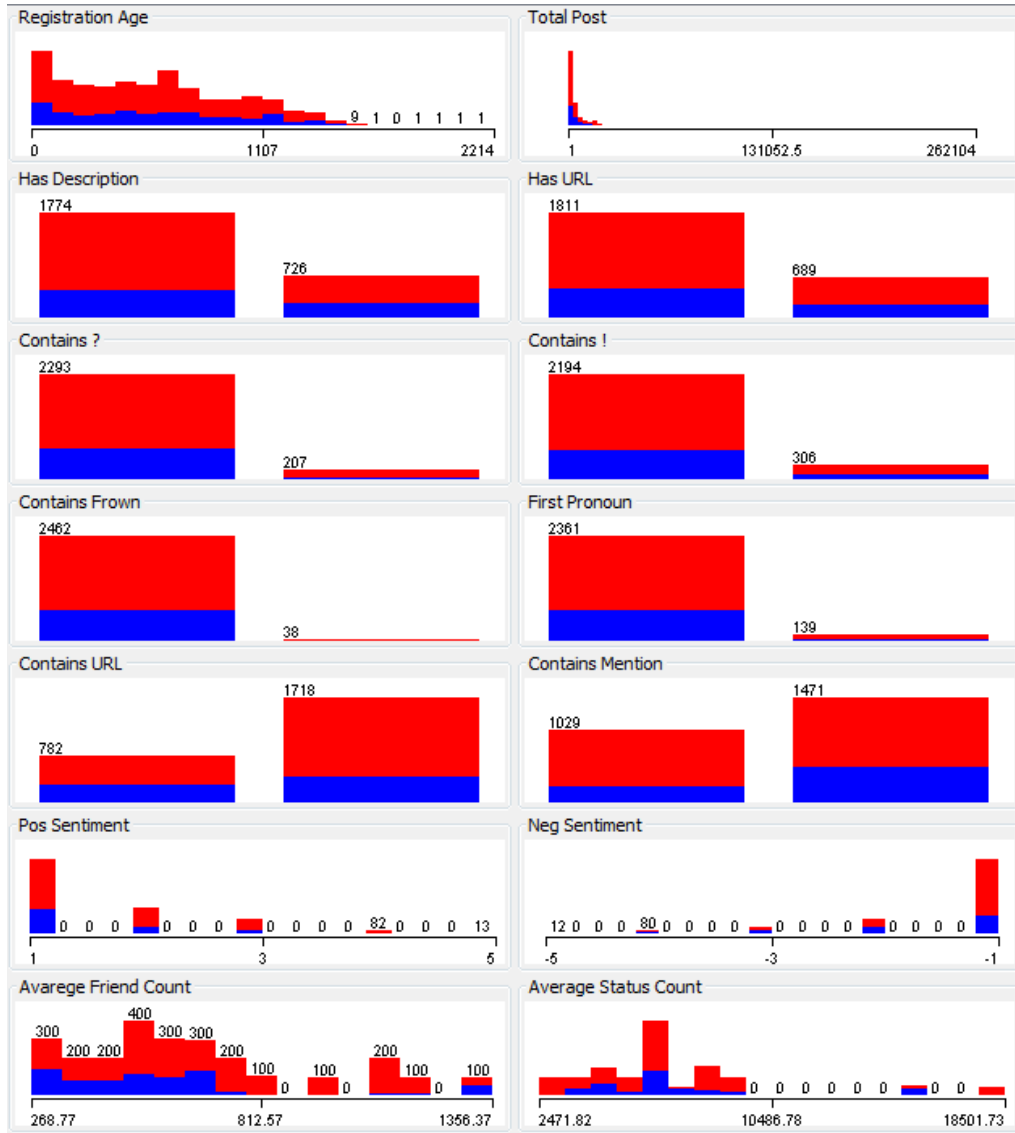 Registration Age
9 1 0 1 1 1 1
0 1107 2214
Total Post
1 131052.5 262104
Has Description
1774
726
Has URL
1811
689
Contains ?
2293
207
Contains !
2194
306
Contains Frown
2462
38
First Pronoun
2361
139
Contains URL
1718
782
Contains Mention
1471
1029
Pos Sentiment
0 0 0 0 0 0 0 0 0 0 82 0 0 0 13
1 3 5
Neg Sentiment
12 0 0 0 80 0 0 0 0 0 0 0 0 0 0
-5 -3 -1
Avarege Friend Count
400
300 300 300
200 200 200 200
100 0 100 0 100 0 100
268.77 812.57 1356.37
Average Status Count
0 0 0 0 0 0 0 0
2471.82 10486.78 18501.73